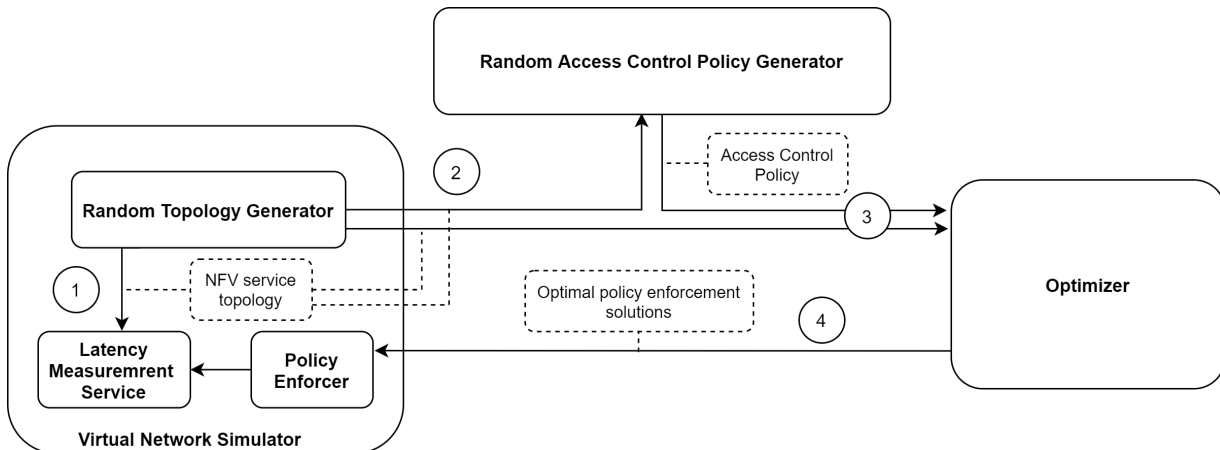 Random Access Control Policy Generator
Access Control
Policy
2
Random Topology Generator
3
1
NFV service
topology
Optimal policy enforcement
solutions
4
Optimizer
Latency
Measuremrent
Service
Policy
Enforcer
Virtual Network Simulator